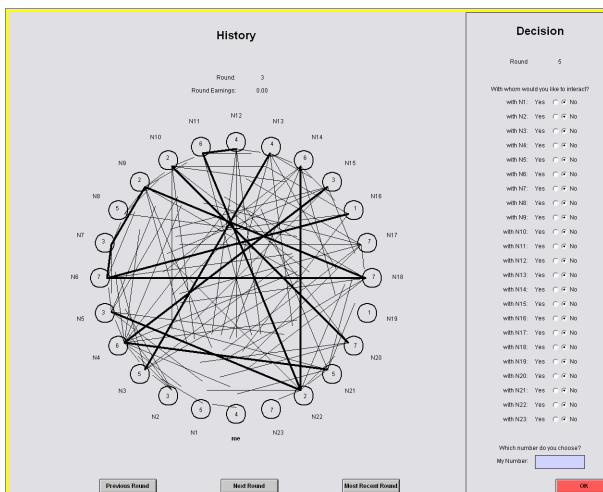 History
Round: 3
Round Earnings: 0.00
N12
N11 N13
N10 N14
4
6 4
N9 N15
2 6
N8 N16
2 3
5 1
N7 N17
3 7
N6 7 7 N18
N5 3 1 N19
N4 6 7 N20
N3 5 5 N21
N2 3 2 N22
N1 5 4 7 N23
me
Previous Round
Next Round
Most Recent Round
Decision
Round 5
With whom would you like to interact?
with N1: Yes No
with N2: Yes No
with N3: Yes No
with N4: Yes No
with N5: Yes No
with N6: Yes No
with N7: Yes No
with N8: Yes No
with N9: Yes No
with N10: Yes No
with N11: Yes No
with N12: Yes No
with N13: Yes No
with N14: Yes No
with N15: Yes No
with N16: Yes No
with N17: Yes No
with N18: Yes No
with N19: Yes No
with N20: Yes No
with N21: Yes No
with N22: Yes No
with N23: Yes No
Which number do you choose?
My Number:
OK